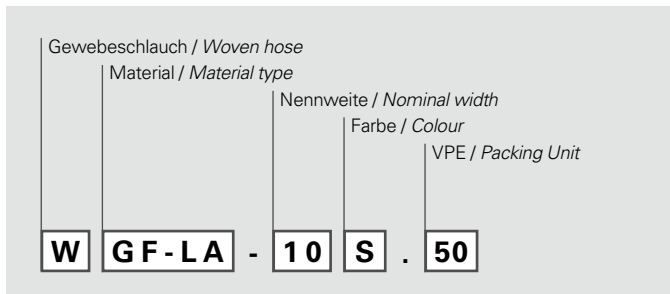 Gewebeschlauch / Woven hose
Material / Material type
Nennweite / Nominal width
Farbe / Colour
VPE / Packing Unit
W GF-LA - 10 S . 50